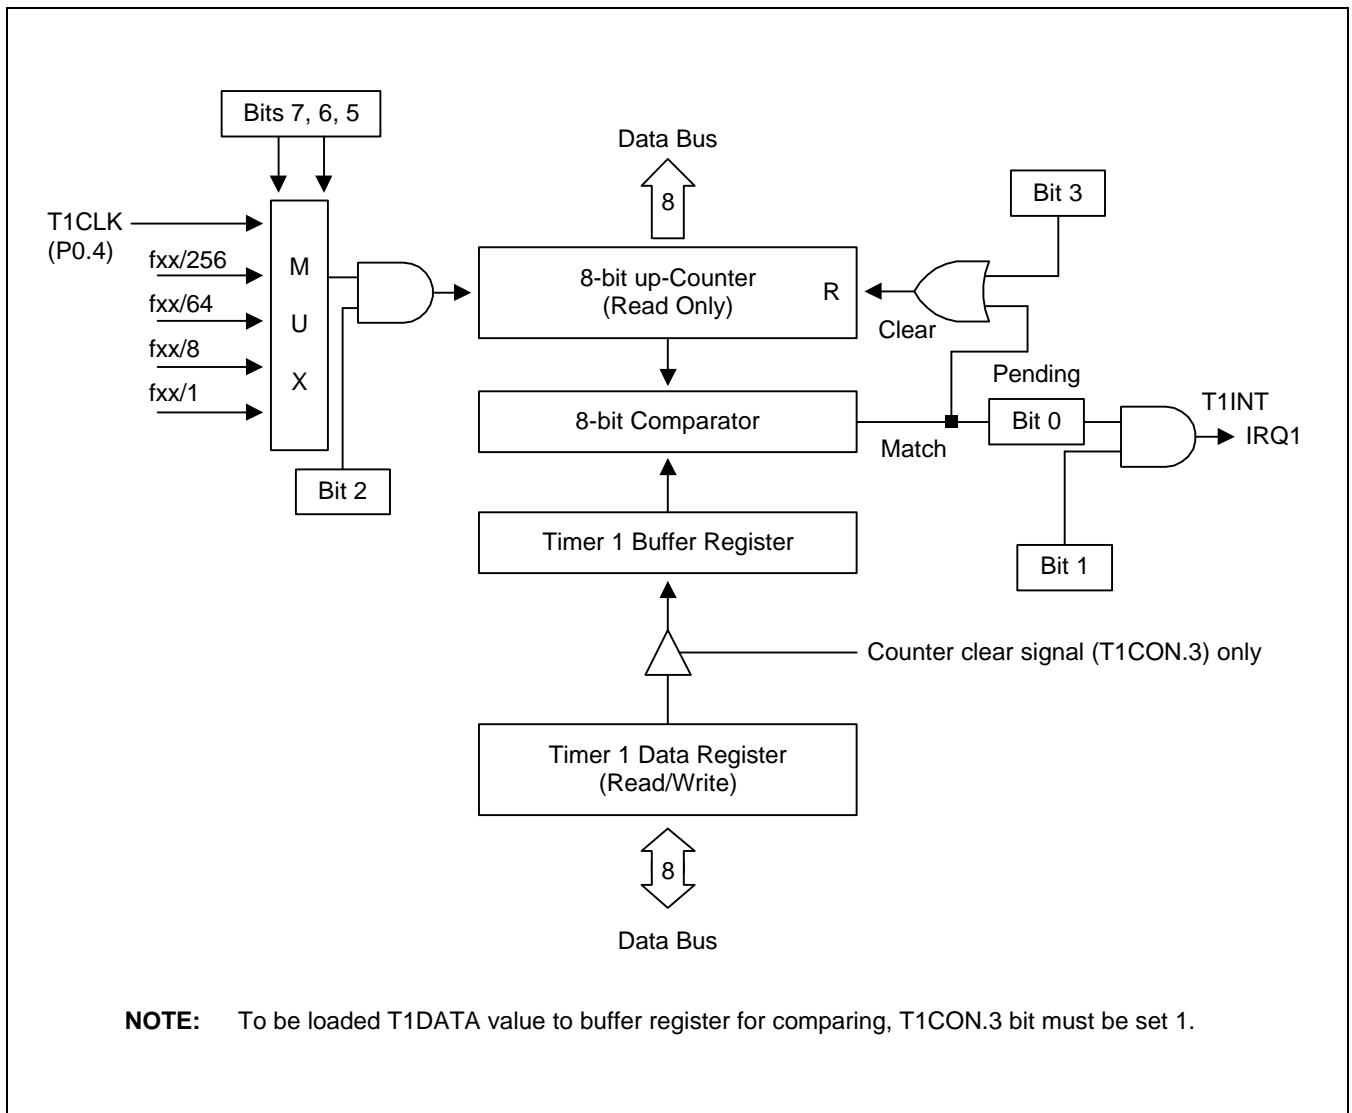 Bits 7, 6, 5
Data Bus
8
Bit 3
T1CLK
(P0.4)
fxx/256
fxx/64
fxx/8
fxx/1
M
U
X
8-bit up-Counter
(Read Only)
R
Clear
Pending
8-bit Comparator
Match
Bit 0
T1INT
IRQ1
Bit 2
Timer 1 Buffer Register
Bit 1
Counter clear signal (T1CON.3) only
Timer 1 Data Register
(Read/Write)
8
Data Bus
NOTE: To be loaded T1DATA value to buffer register for comparing, T1CON.3 bit must be set 1.